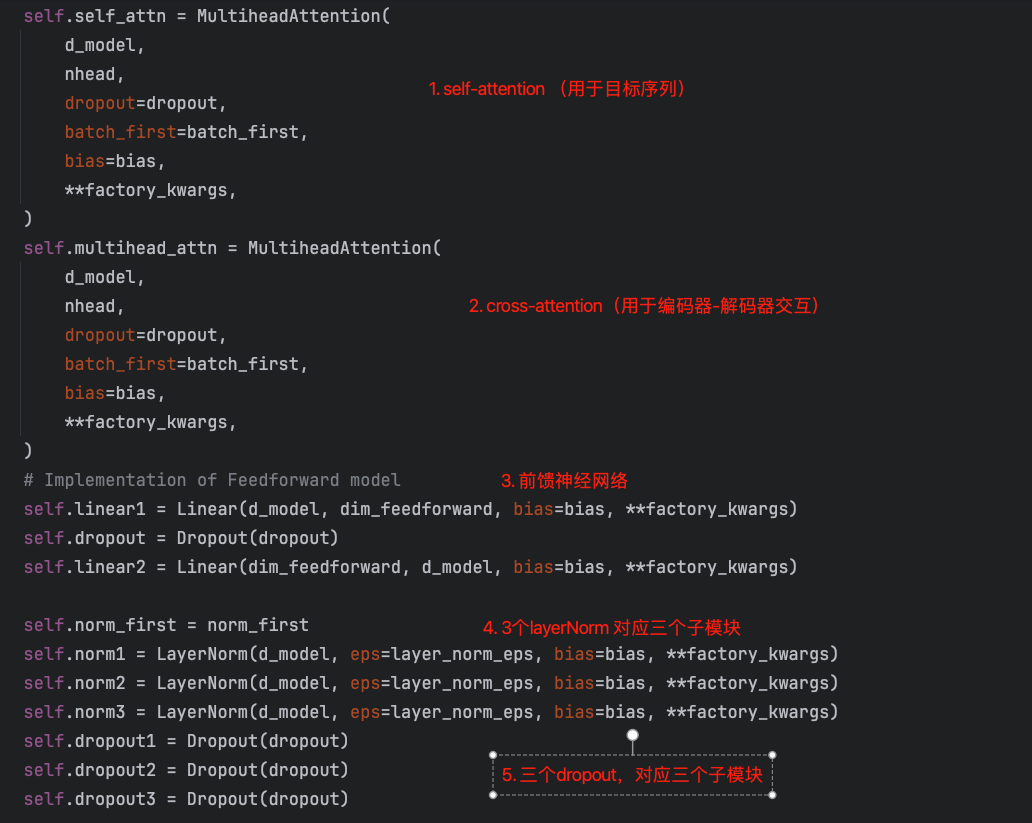 self.self_attn = MultiheadAttention(
d_model,
nhead,
1. self-attention （用于目标序列）
dropout=dropout,
batch_first=batch_first,
bias=bias,
**factory_kwargs,
)
self.multihead_attn = MultiheadAttention(
d_model,
nhead,
2. cross-attention（用于编码器-解码器交互）
dropout=dropout,
batch_first=batch_first,
bias=bias,
**factory_kwargs,
)
# Implementation of Feedforward model
3. 前馈神经网络
self.linear1 = Linear(d_model, dim_feedforward, bias=bias, **factory_kwargs)
self.dropout = Dropout(dropout)
self.linear2 = Linear(dim_feedforward, d_model, bias=bias, **factory_kwargs)
self.norm_first = norm_first
4. 3个layerNorm 对应三个子模块
self.norm1 = LayerNorm(d_model, eps=layer_norm_eps, bias=bias, **factory_kwargs)
self.norm2 = LayerNorm(d_model, eps=layer_norm_eps, bias=bias, **factory_kwargs)
self.norm3 = LayerNorm(d_model, eps=layer_norm_eps, bias=bias, **factory_kwargs)
self.dropout1 = Dropout(dropout)
self.dropout2 = Dropout(dropout)
5. 三个dropout，对应三个子模块
self.dropout3 = Dropout(dropout)